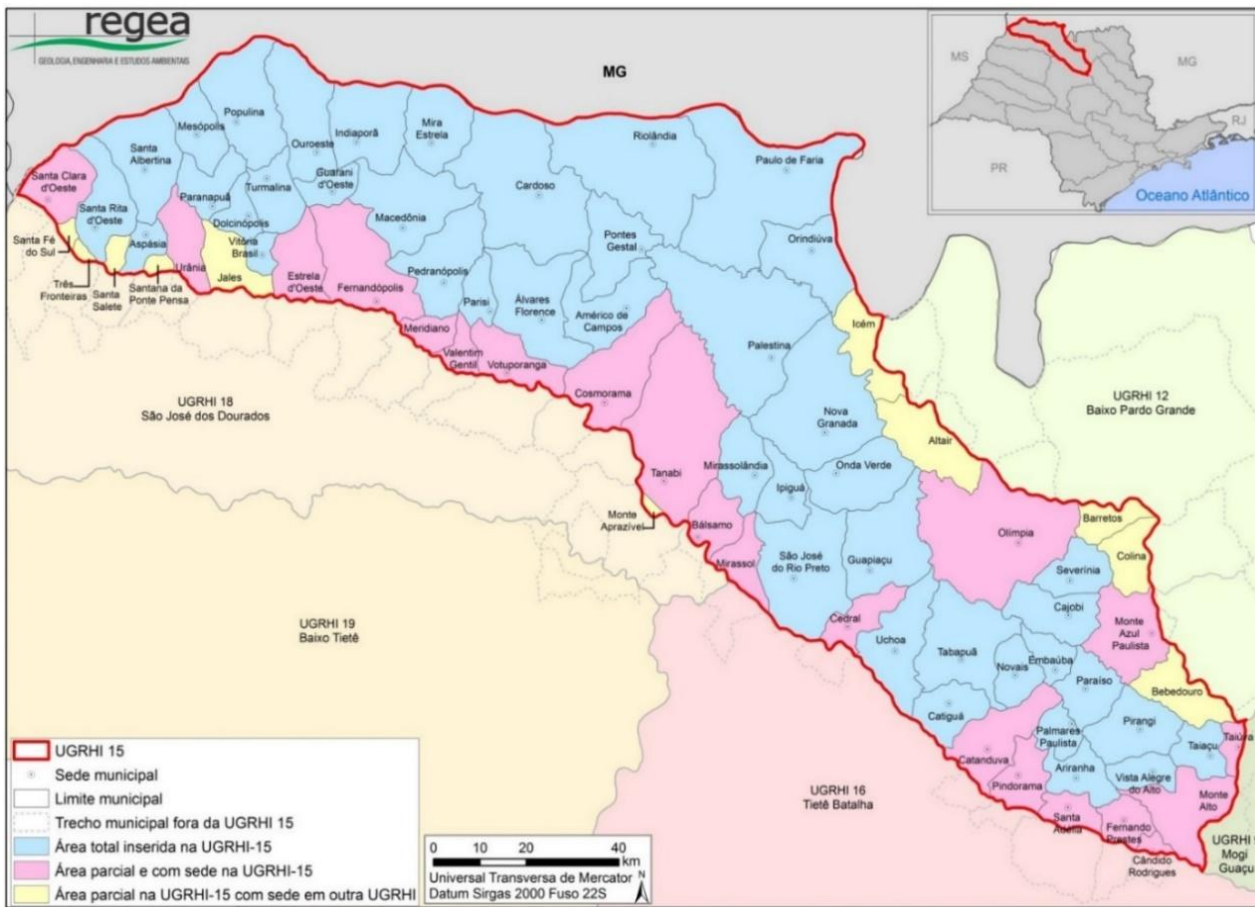 regea
GEOLOGIA, ENGENHARIA E ESTUDOS AMBIENTAIS
MG
MS
MG
RJ
PR
Oceano Atlântico
Populina
Mesópolis
Ouroeste
Indiaporã
Mira
Estrela
Riolândia
Paulo de Faria
Santa
Albertina
Santa Clara
d'Oeste
Guarani
d'Oeste
Turmalina
Cardoso
Paranapuã
Santa Rita
d'Oeste
Dolcinópolis
Macedônia
Pontes
Gestal
Orindiúva
Santa Fé
do Sul
Aspásia
Vitória
Brasil
Três
Fronteiras
Santa
Salete
Santana da
Ponte Pensa
Urânia
Jales
Estrela
d'Oeste
Fernandópolis
Pedranópolis
Parisi
Álvares
Florence
Américo de
Campos
Icém
Meridiano
Valentim
Gentil
Votuporanga
Palestina
Cosmorama
UGRHI 18
São José dos Dourados
UGRHI 12
Baixo Pardo Grande
Nova
Granada
Altair
Tanabi
Mirassolândia
Onda Verde
Ipiguá
Monte
Aprazível
Bálsamo
Mirassol
São José
do Rio Preto
Guapiaçu
Olímpia
Barretos
Colina
Severínia
Cajobi
UGRHI 19
Baixo Tietê
Cedral
Uchoa
Tabapuã
Novais
Embaúba
Monte
Azul
Paulista
Paraíso
Bebedouro
Catiguá
Pirangi
Palmares
Paulista
Taiaçu
Taiúva
Catanduva
Ariranha
Vista Alegre
do Alto
Pindorama
Monte
Alto
UGRHI 16
Tietê Batalha
Santa
Adélia
Fernando
Prestes
Cândido
Rodrigues
UGRHI
Mogi
Guaçu
UGRHI 15
Sede municipal
Limite municipal
Trecho municipal fora da UGRHI 15
Área total inserida na UGRHI-15
Área parcial e com sede na UGRHI-15
Área parcial na UGRHI-15 com sede em outra UGRHI
0 10 20 40
km
Universal Transversa de Mercator
Datum Sirgas 2000 Fuso 22S
N